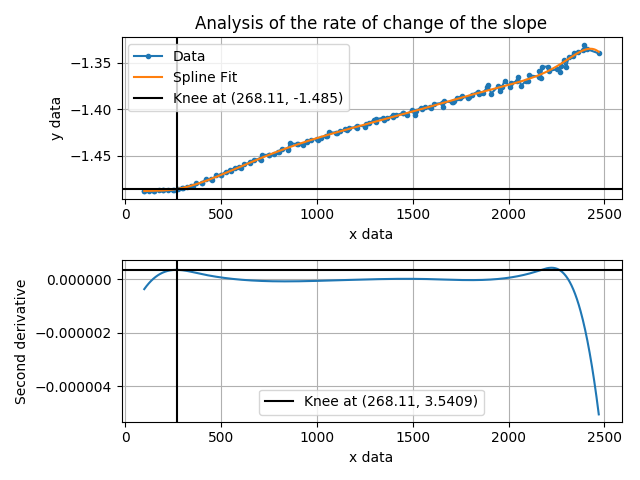 Analysis of the rate of change of the slope
Data
Spline Fit
Knee at (268.11, -1.485)
−1.35
−1.40
−1.45
y data
0 500 1000 1500 2000 2500
x data
0.000000
−0.000002
−0.000004
Second derivative
Knee at (268.11, 3.5409)
0 500 1000 1500 2000 2500
x data